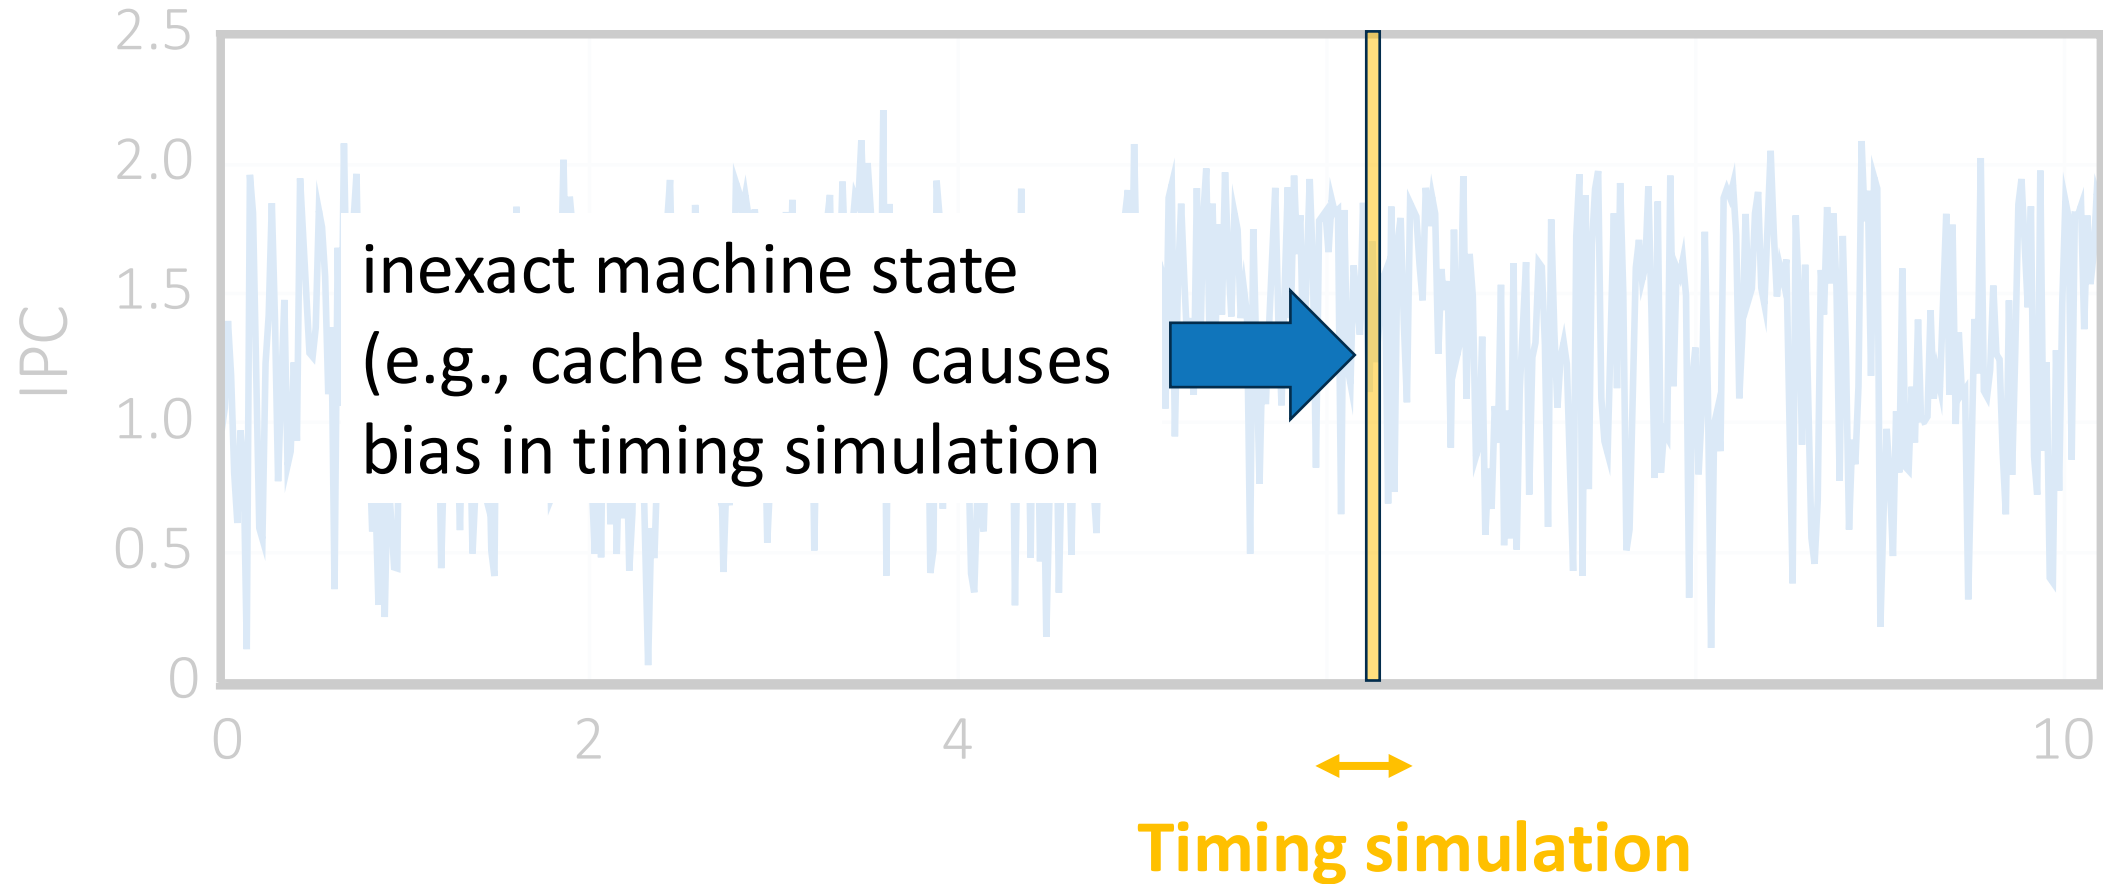 2.5
2.0
1.5
1.0
0.5
0
IPC
inexact machine state
(e.g., cache state) causes
bias in timing simulation
0 2 4 10
Timing simulation